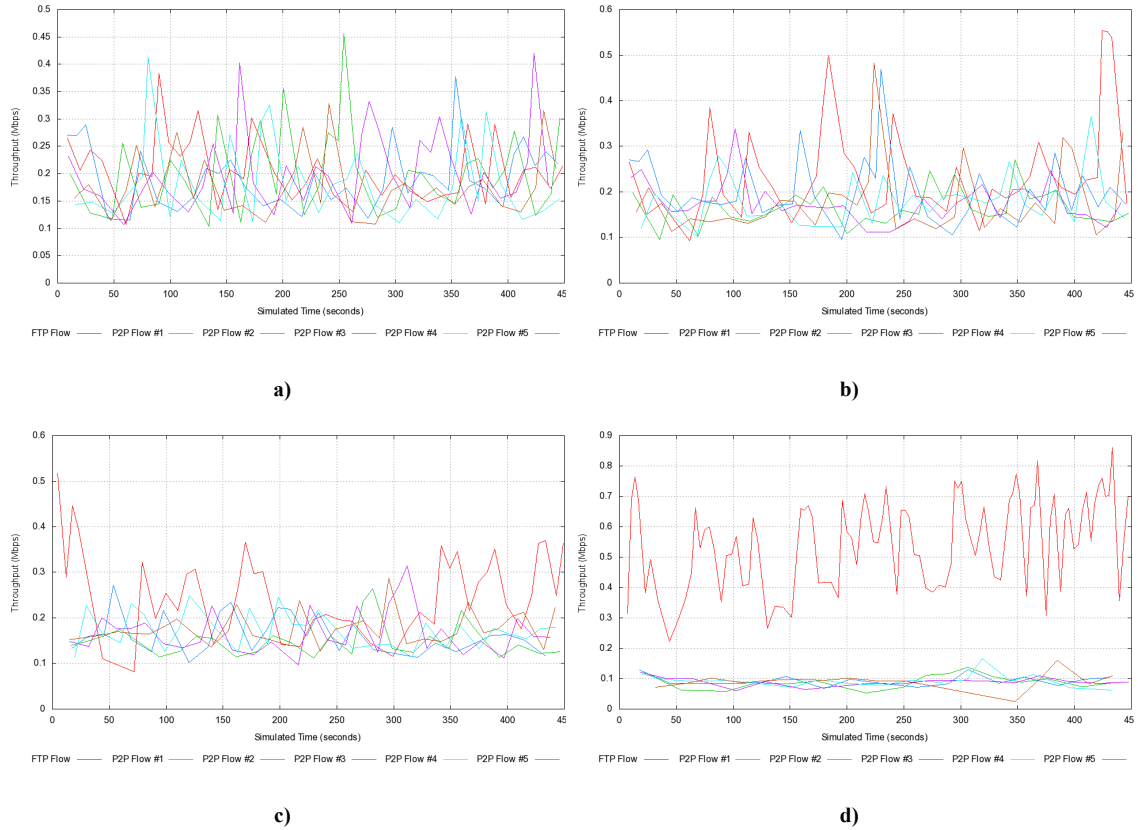 0.5
0.45
0.4
0.35
0.3
0.25
0.2
0.15
0.1
0.05
0
Throughput (Mbps)
0 50 100 150 200 250 300 350 400 45
Simulated Time (seconds)
FTP Flow P2P Flow #1 P2P Flow #2 P2P Flow #3 P2P Flow #4 P2P Flow #5
a)
0.6
0.5
0.4
0.3
0.2
0.1
0
Throughput (Mbps)
0 50 100 150 200 250 300 350 400 45
Simulated Time (seconds)
FTP Flow P2P Flow #1 P2P Flow #2 P2P Flow #3 P2P Flow #4 P2P Flow #5
b)
0.6
0.5
0.4
0.3
0.2
0.1
0
Throughput (Mbps)
0 50 100 150 200 250 300 350 400 45
Simulated Time (seconds)
FTP Flow P2P Flow #1 P2P Flow #2 P2P Flow #3 P2P Flow #4 P2P Flow #5
c)
0.9
0.8
0.7
0.6
0.5
0.4
0.3
0.2
0.1
0
Throughput (Mbps)
0 50 100 150 200 250 300 350 400 45
Simulated Time (seconds)
FTP Flow P2P Flow #1 P2P Flow #2 P2P Flow #3 P2P Flow #4 P2P Flow #5
d)